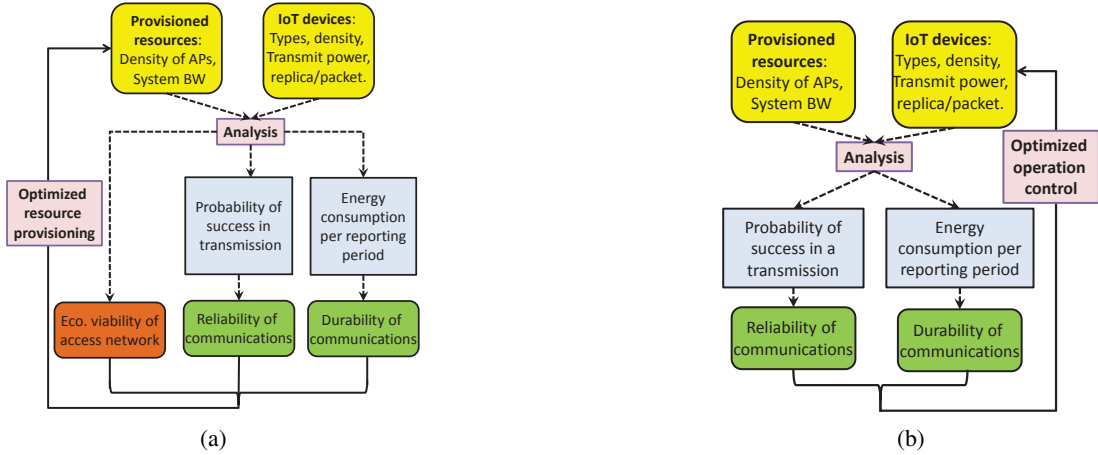 Provisioned
resources:
Density of APs,
System BW
IoT devices:
Types, density,
Transmit power,
replica/packet.
Analysis
Optimized
resource
provisioning
Probability of
success in
transmission
Energy
consumption
per reporting
period
Eco. viability of
access network
Reliability of
communications
Durability of
communications
(a)
Provisioned
resources:
Density of APs,
System BW
IoT devices:
Types, density,
Transmit power,
replica/packet.
Analysis
Optimized
operation
control
Probability of
success in a
transmission
Energy
consumption per
reporting period
Reliability of
communications
Durability of
communications
(b)